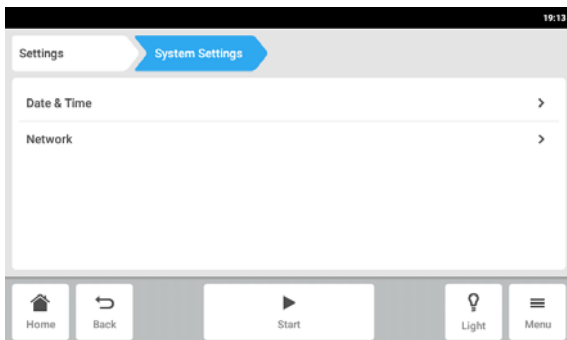 19:13
Settings
System Settings
Date & Time
Network
Home
Back
Start
Light
Menu